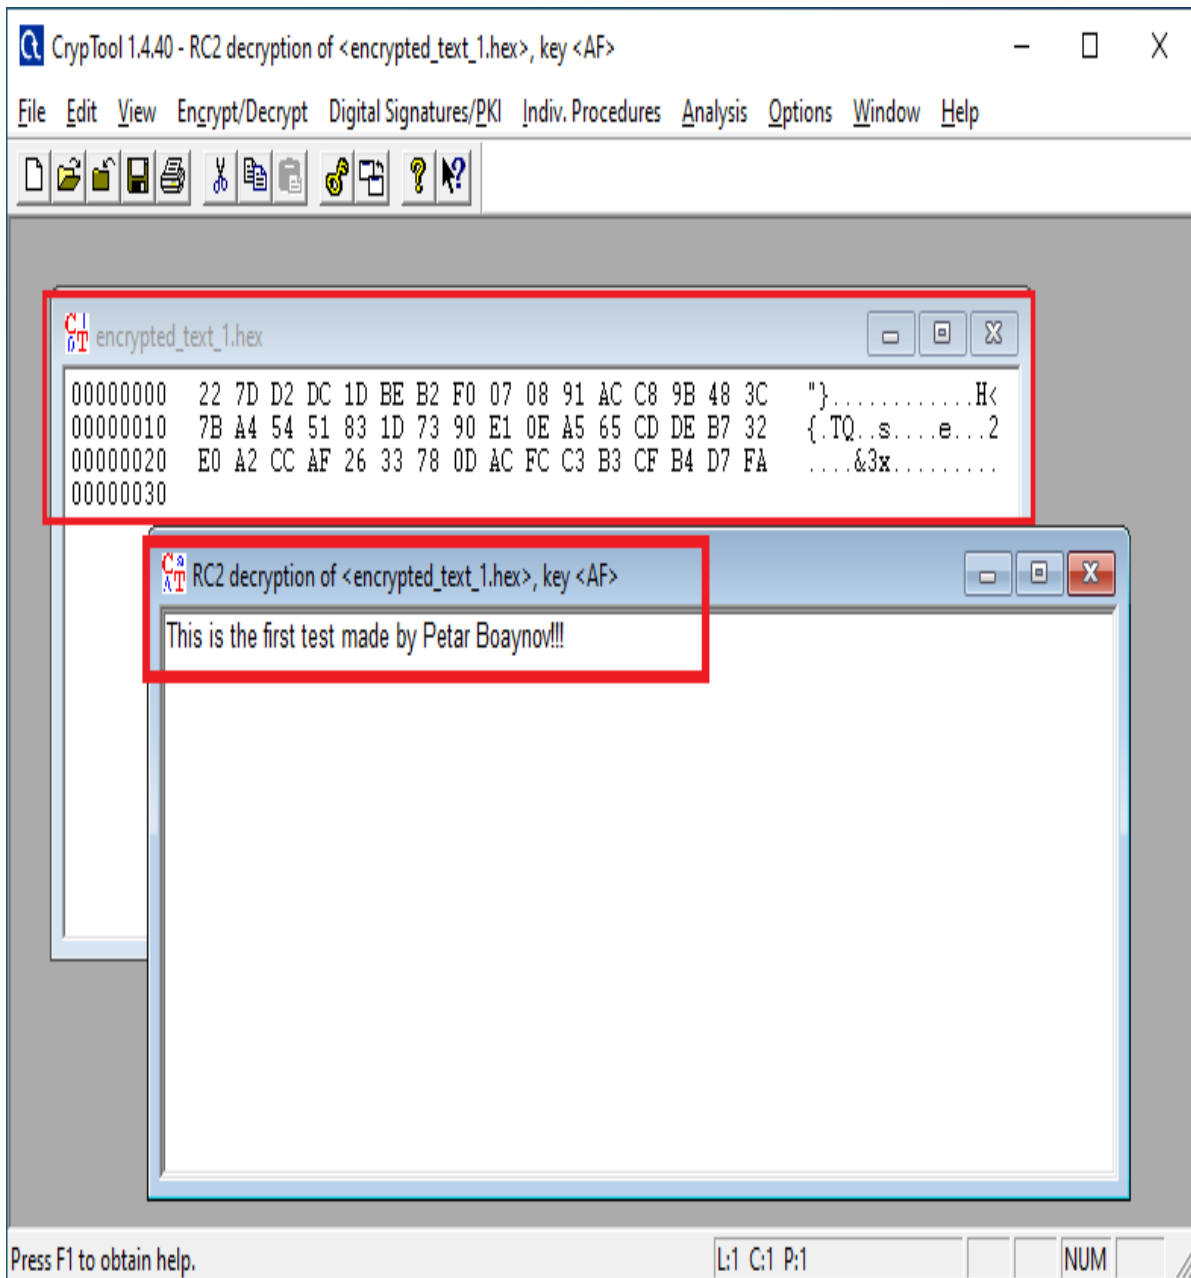 CrypTool 1.4.40 - RC2 decryption of <encrypted_text_1.hex>, key <AF>
File Edit View Encrypt/Decrypt Digital Signatures/PKI Indiv. Procedures Analysis Options Window Help
encrypted_text_1.hex
00000000 22 7D D2 DC 1D BE B2 F0 07 08 91 AC C8 9B 48 3C "}............H<
00000010 7B A4 54 51 83 1D 73 90 E1 0E A5 65 CD DE B7 32 {.TQ..s....e...2
00000020 E0 A2 CC AF 26 33 78 0D AC FC C3 B3 CF B4 D7 FA ....&3x.........
00000030
RC2 decryption of <encrypted_text_1.hex>, key <AF>
This is the first test made by Petar Boaynov!!!
Press F1 to obtain help. L:1 C:1 P:1 NUM